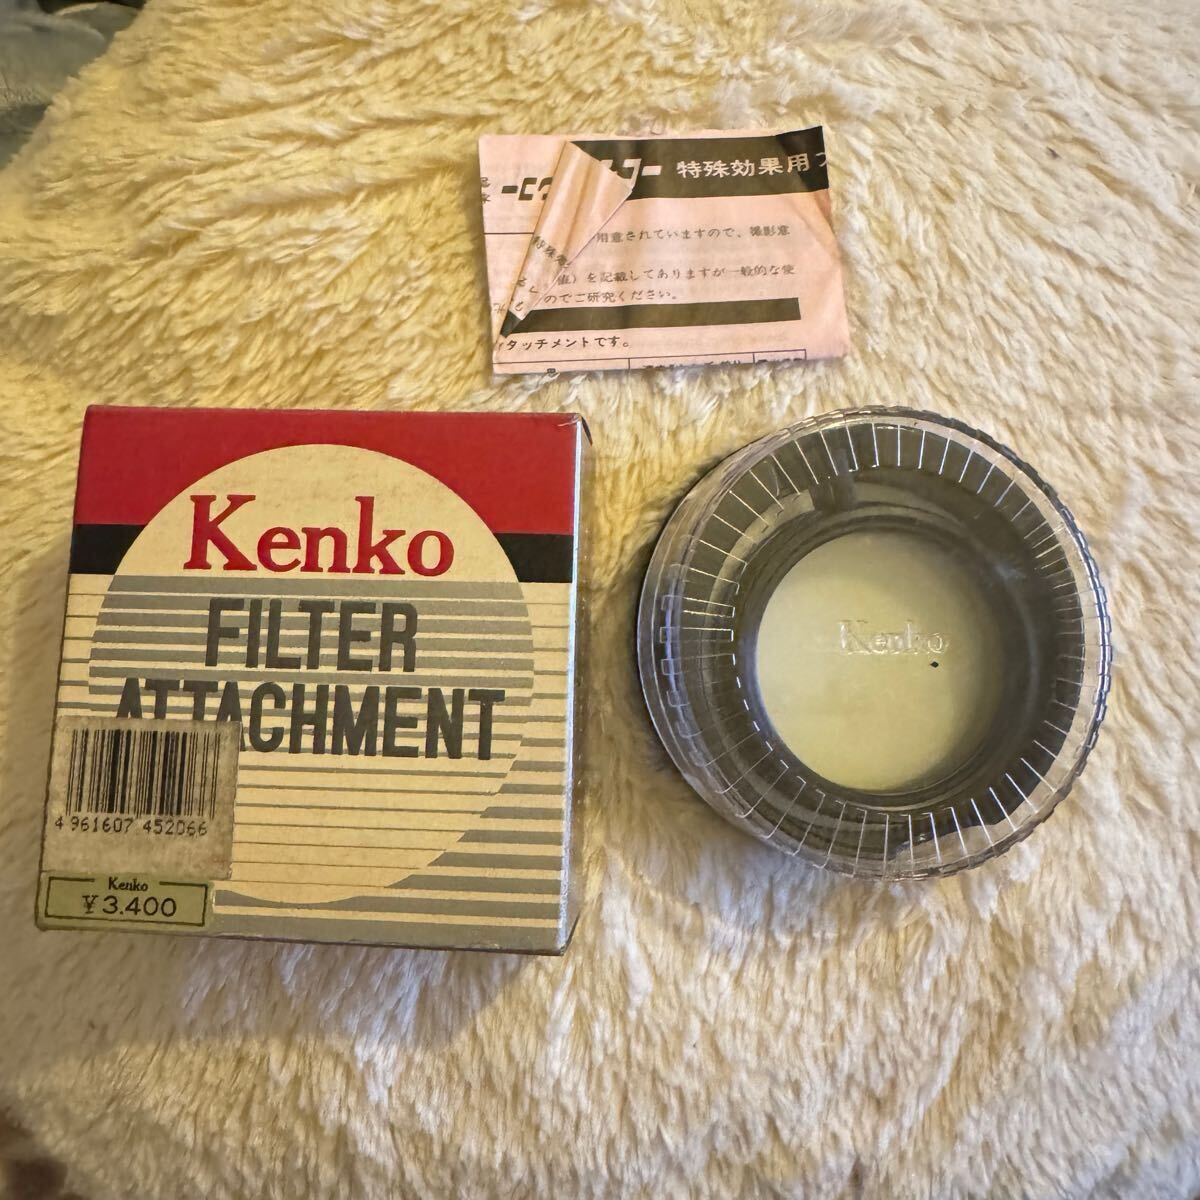 特殊効果用フ
用意されていますので、撮影意
値）を記載してありますが一般的な使
のでご研究ください。
タッチメントです。
Kenko
FILTER
ATTACHMENT
4 961607 452066
Kenko
¥3.400
Kenko